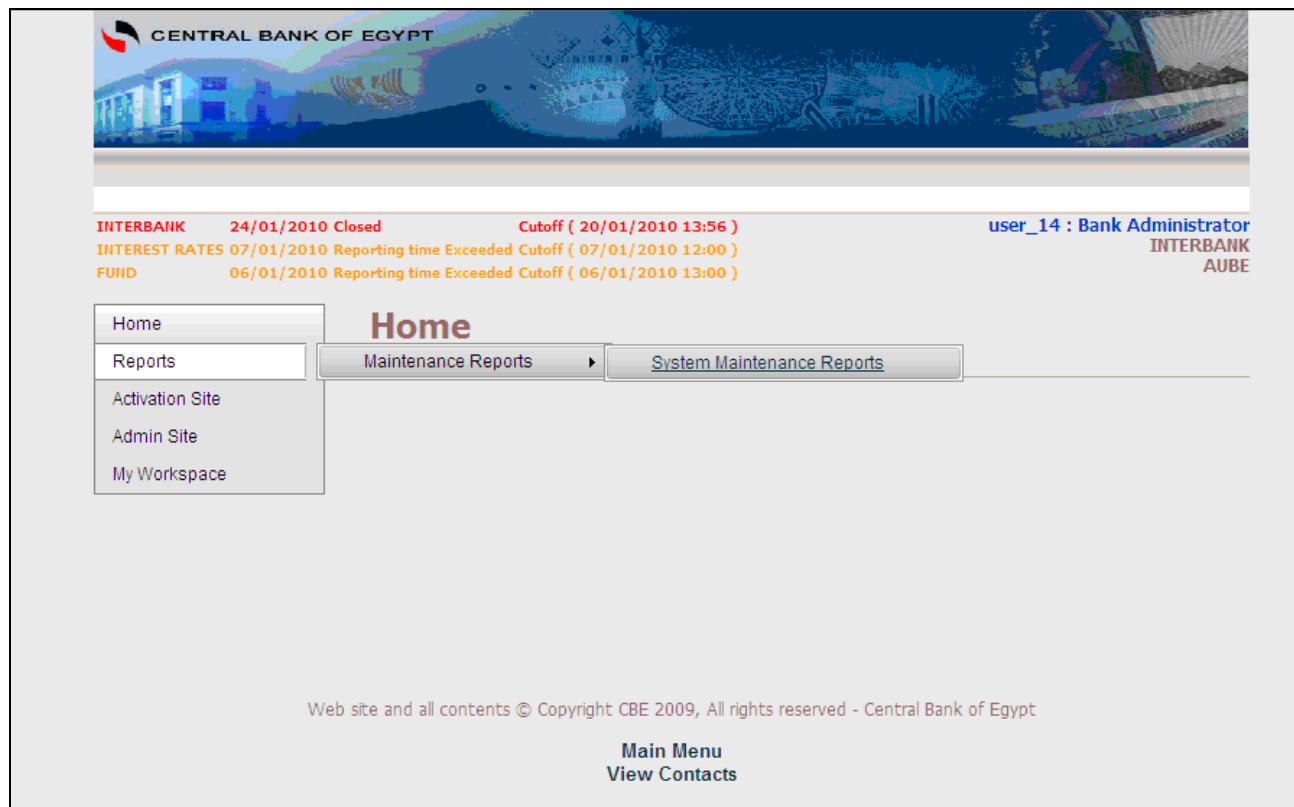 CENTRAL BANK OF EGYPT
INTERBANK 24/01/2010 Closed Cutoff ( 20/01/2010 13:56 )
INTEREST RATES 07/01/2010 Reporting time Exceeded Cutoff ( 07/01/2010 12:00 )
FUND 06/01/2010 Reporting time Exceeded Cutoff ( 06/01/2010 13:00 )
user_14 : Bank Administrator
INTERBANK
AUBE
Home
Home
Reports
Maintenance Reports
System Maintenance Reports
Activation Site
Admin Site
My Workspace
Web site and all contents © Copyright CBE 2009, All rights reserved - Central Bank of Egypt
Main Menu
View Contacts